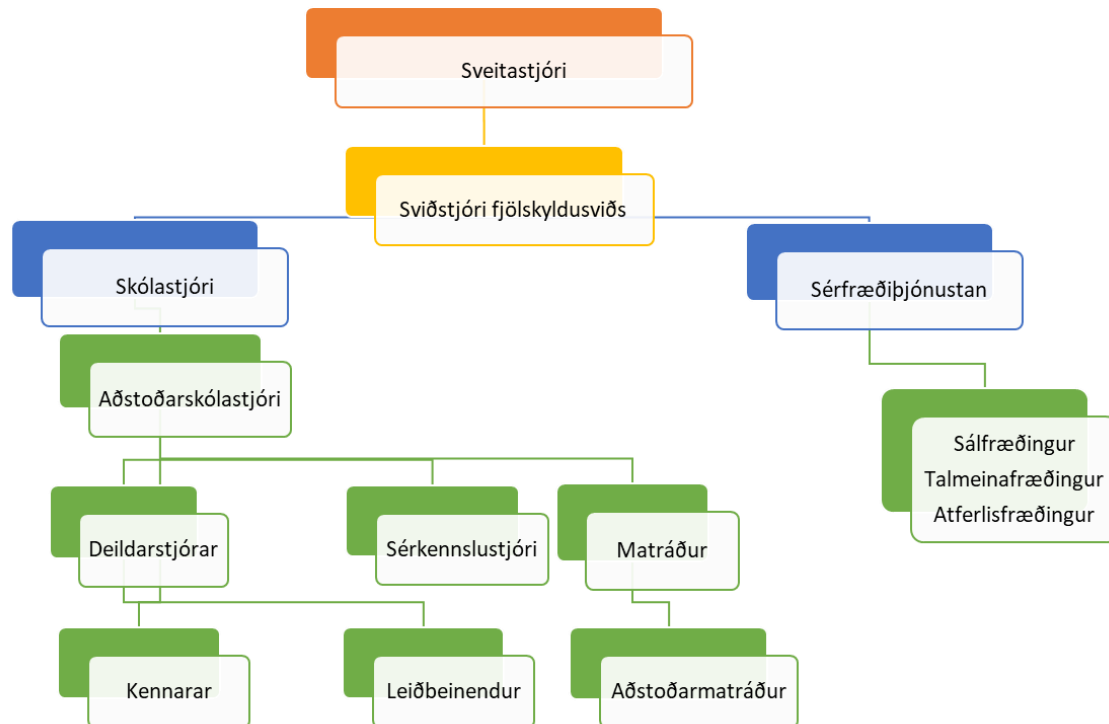 Sveitastjóri
Sviðstjóri fjölskyldusviðs
Skólastjóri
Sérfræðiþjónustan
Aðstoðarskólastjóri
Sálfræðingur
Talmeinafræðingur
Atferlisfræðingur
Deildarstjórar
Sérkennslustjóri
Matráður
Kennarar
Leiðbeinendur
Aðstoðarmatráður